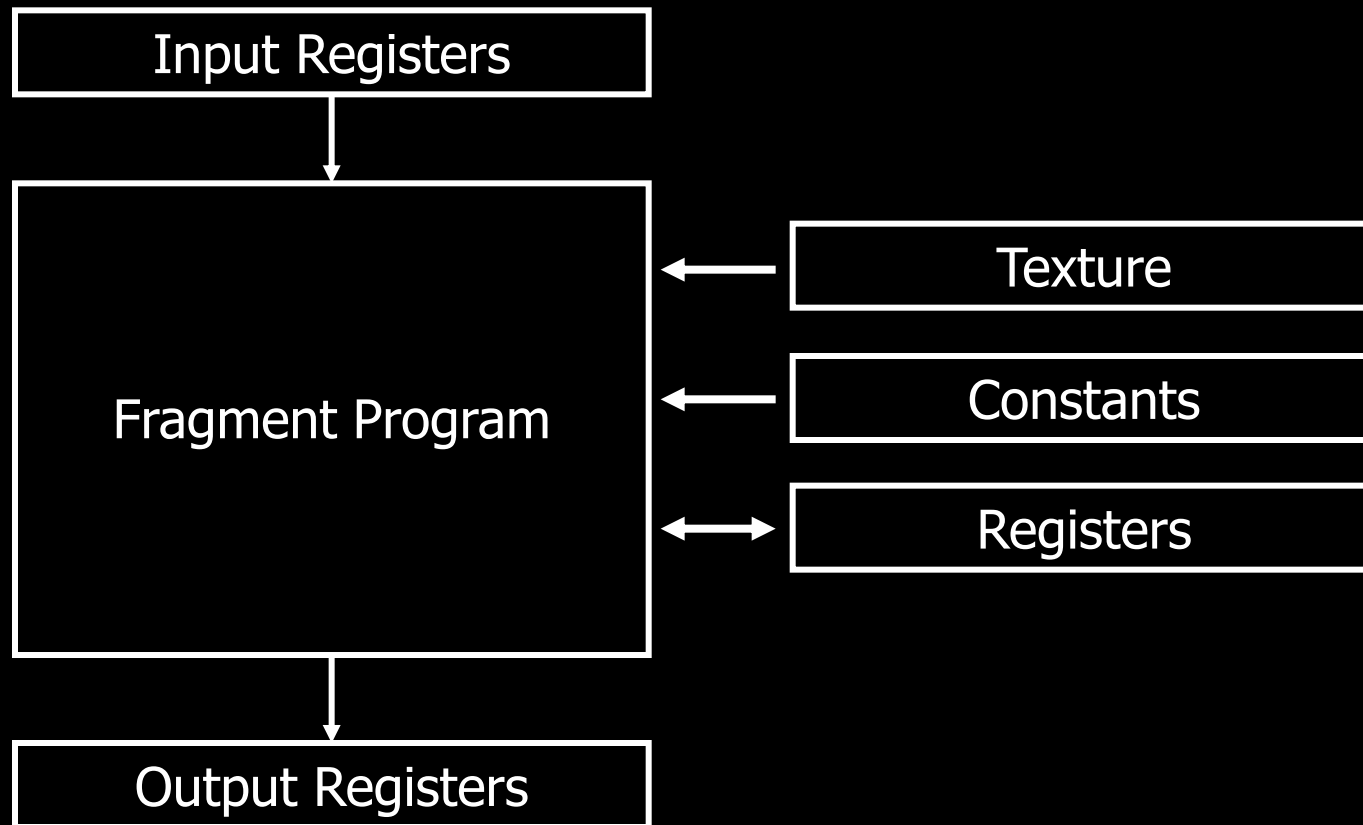 Input Registers
Texture
Constants
Fragment Program
Registers
Output Registers